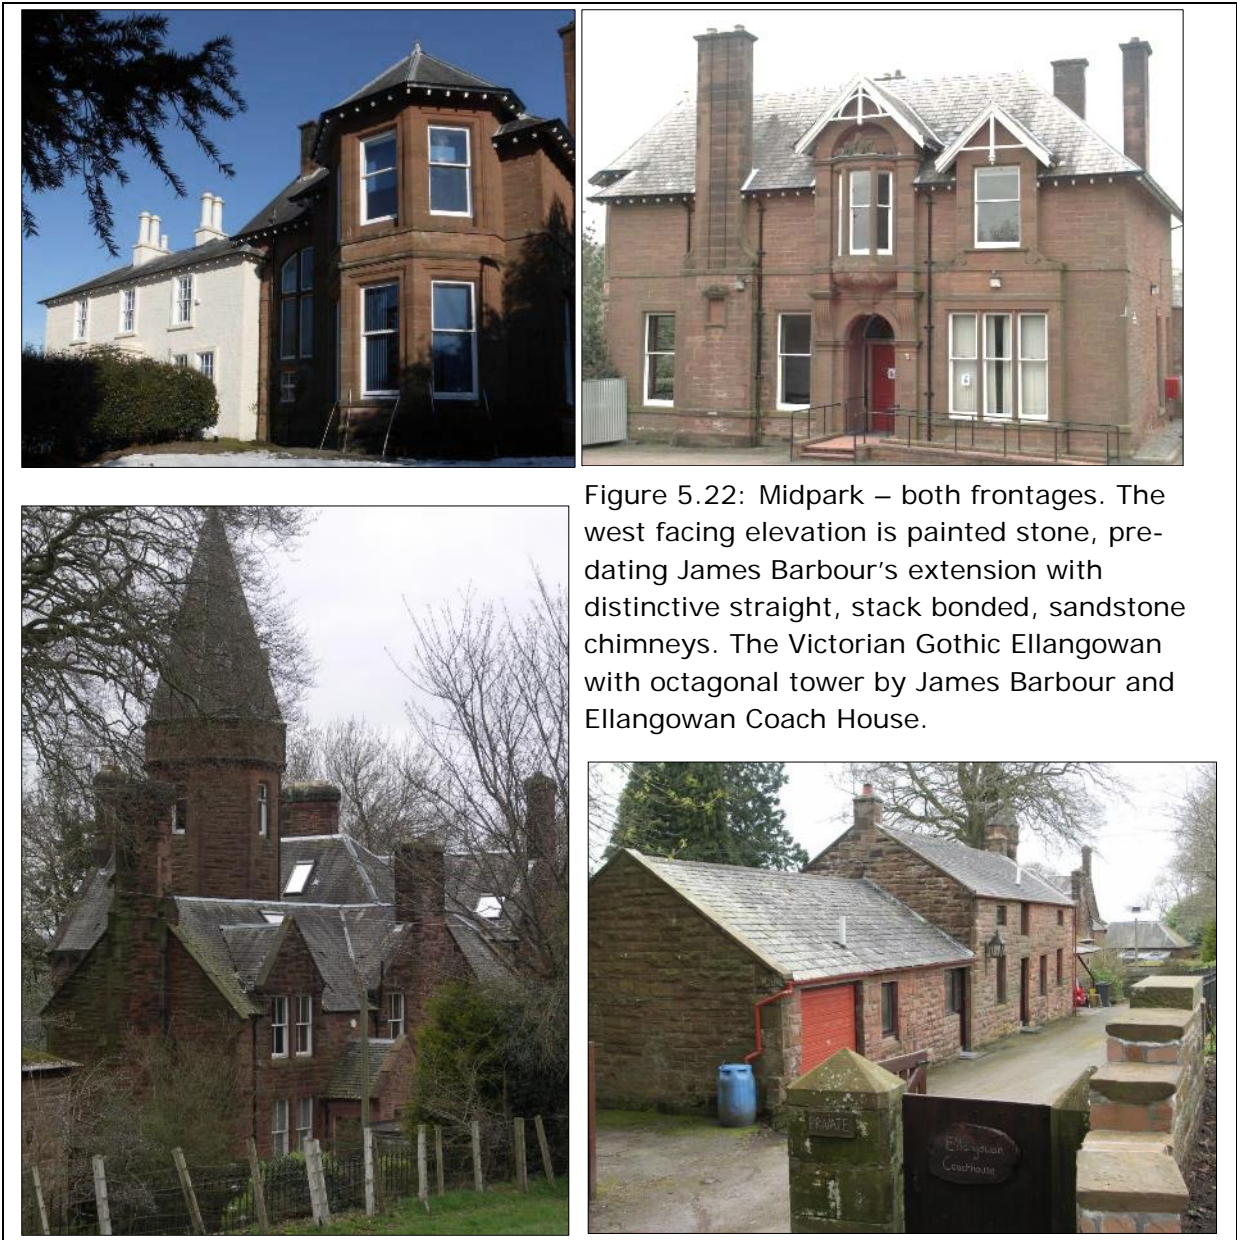 Figure 5.22: Midpark – both frontages. The
west facing elevation is painted stone, pre-
dating James Barbour’s extension with
distinctive straight, stack bonded, sandstone
chimneys. The Victorian Gothic Ellangowan
with octagonal tower by James Barbour and
Ellangowan Coach House.
PRIVATE
Ellangowan
Coachhouse